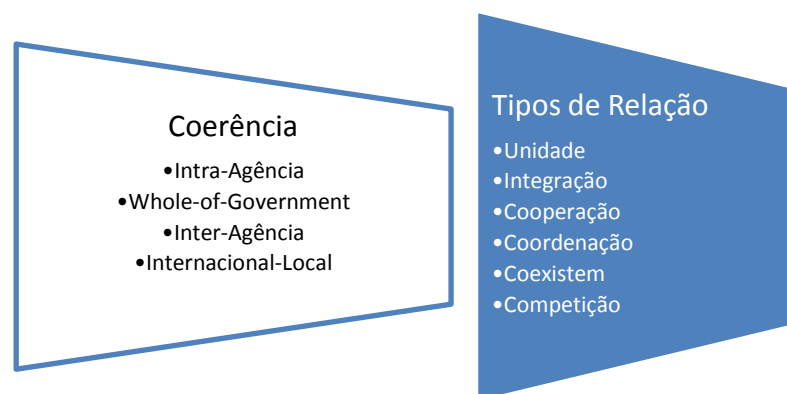 Coerência
•Intra-Agência
•Whole-of-Government
•Inter-Agência
•Internacional-Local
Tipos de Relação
•Unidade
•Integração
•Cooperação
•Coordenação
•Coexistem
•Competição